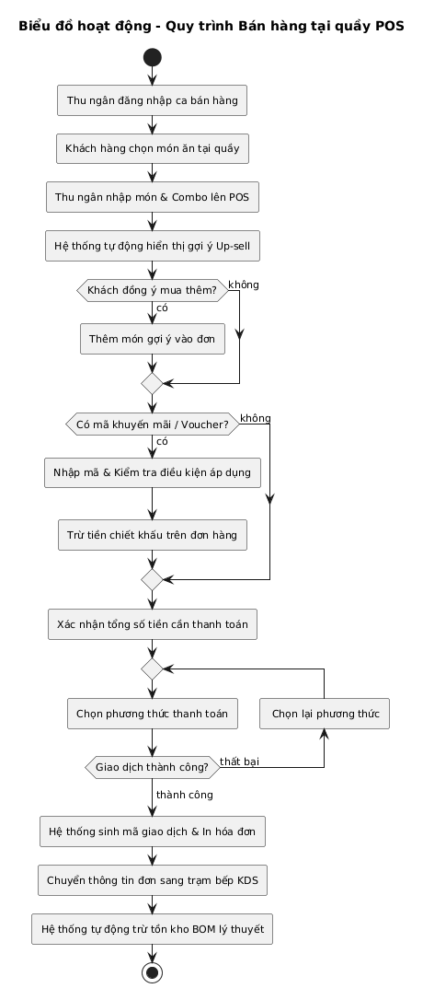 Biểu đồ hoạt động - Quy trình Bán hàng tại quầy POS
Thu ngân đăng nhập ca bán hàng
Khách hàng chọn món ăn tại quầy
Thu ngân nhập món & Combo lên POS
Hệ thống tự động hiển thị gợi ý Up-sell
Khách đồng ý mua thêm?
không
có
Thêm món gợi ý vào đơn
Có mã khuyến mãi / Voucher?
không
có
Nhập mã & Kiểm tra điều kiện áp dụng
Trừ tiền chiết khấu trên đơn hàng
Xác nhận tổng số tiền cần thanh toán
Chọn phương thức thanh toán
Chọn lại phương thức
Giao dịch thành công?
thất bại
thành công
Hệ thống sinh mã giao dịch & In hóa đơn
Chuyển thông tin đơn sang trạm bếp KDS
Hệ thống tự động trừ tồn kho BOM lý thuyết